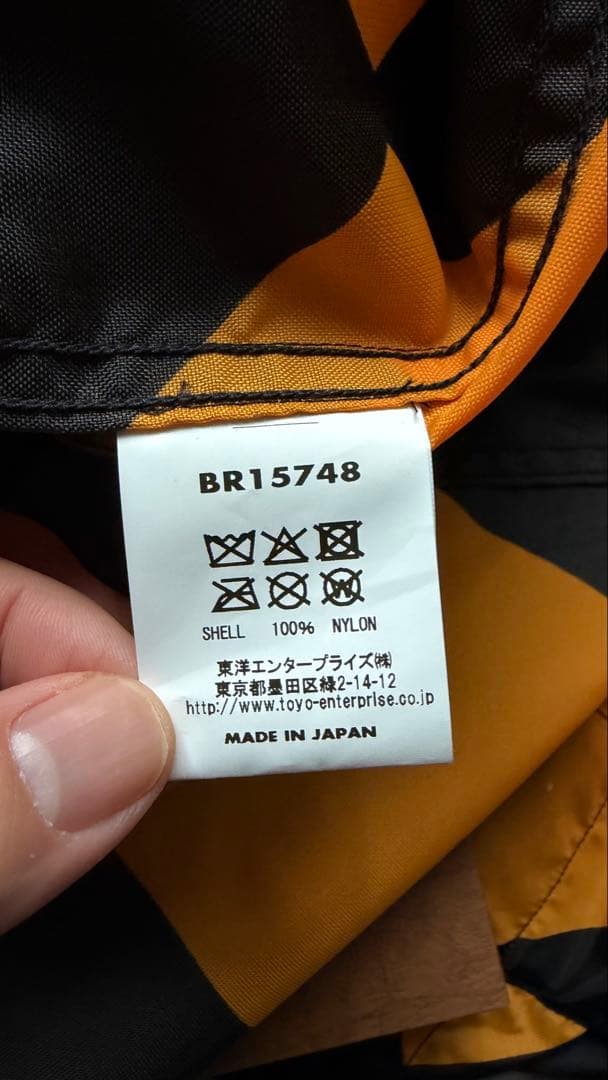 BR15748
SHELL 100% NYLON
東洋エンタープライズ㈱
東京都墨田区緑2-14-12
http://www.toyo-enterprise.co.jp
MADE IN JAPAN